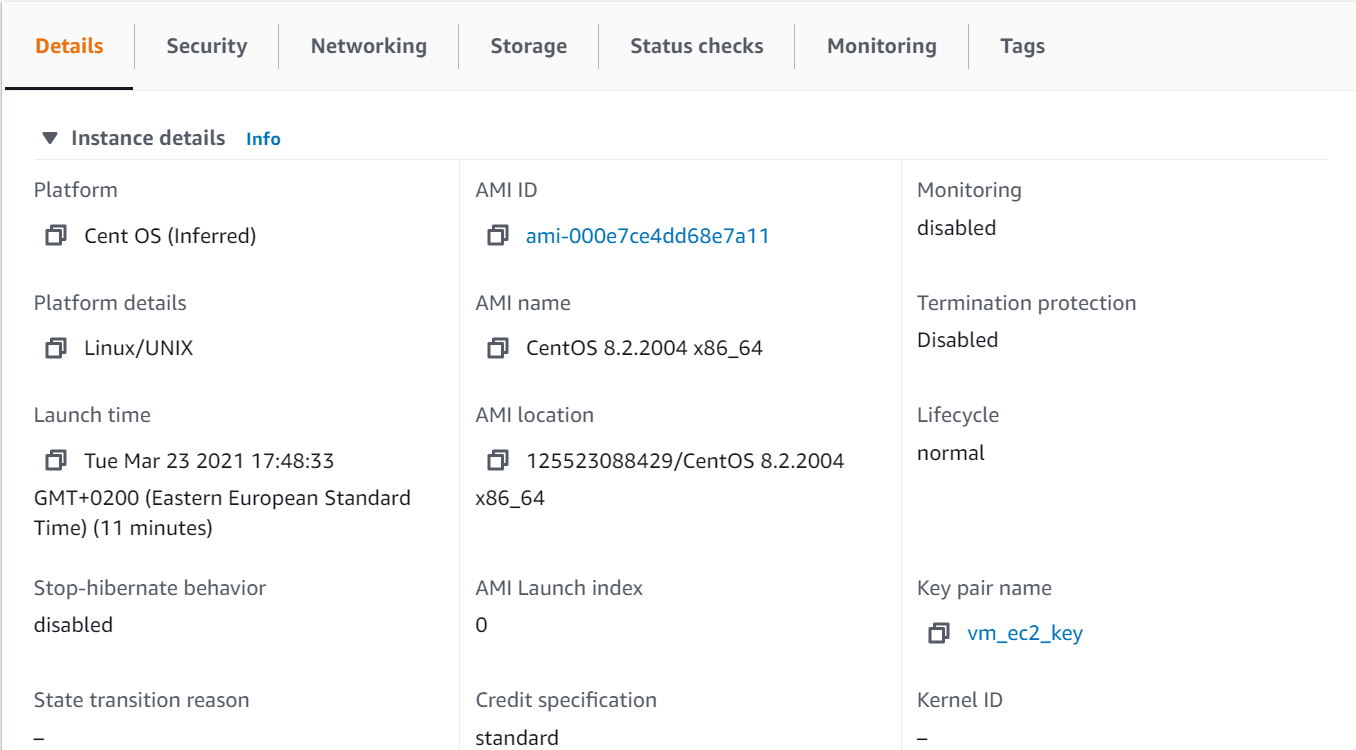 Details Security Networking Storage Status checks Monitoring Tags
Instance details Info
Platform
Cent OS (Inferred)
Platform details
Linux/UNIX
Launch time
Tue Mar 23 2021 17:48:33
GMT+0200 (Eastern European Standard
Time) (11 minutes)
Stop-hibernate behavior
disabled
State transition reason
–
AMI ID
ami-000e7ce4dd68e7a11
AMI name
CentOS 8.2.2004 x86_64
AMI location
125523088429/CentOS 8.2.2004
x86_64
AMI Launch index
0
Credit specification
standard
Monitoring
disabled
Termination protection
Disabled
Lifecycle
normal
Key pair name
vm_ec2_key
Kernel ID
–